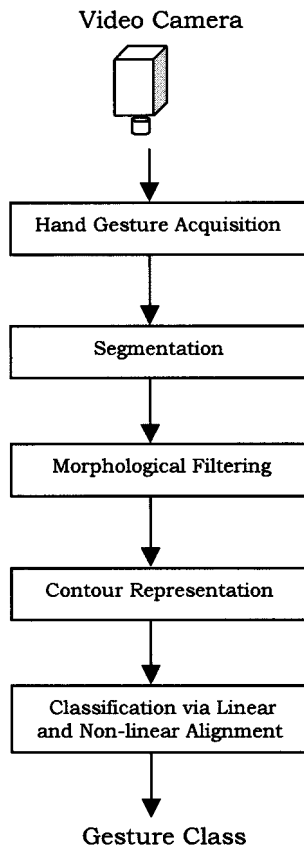 Video Camera
Hand Gesture Acquisition
Segmentation
Morphological Filtering
Contour Representation
Classification via Linear
and Non-linear Alignment
Gesture Class